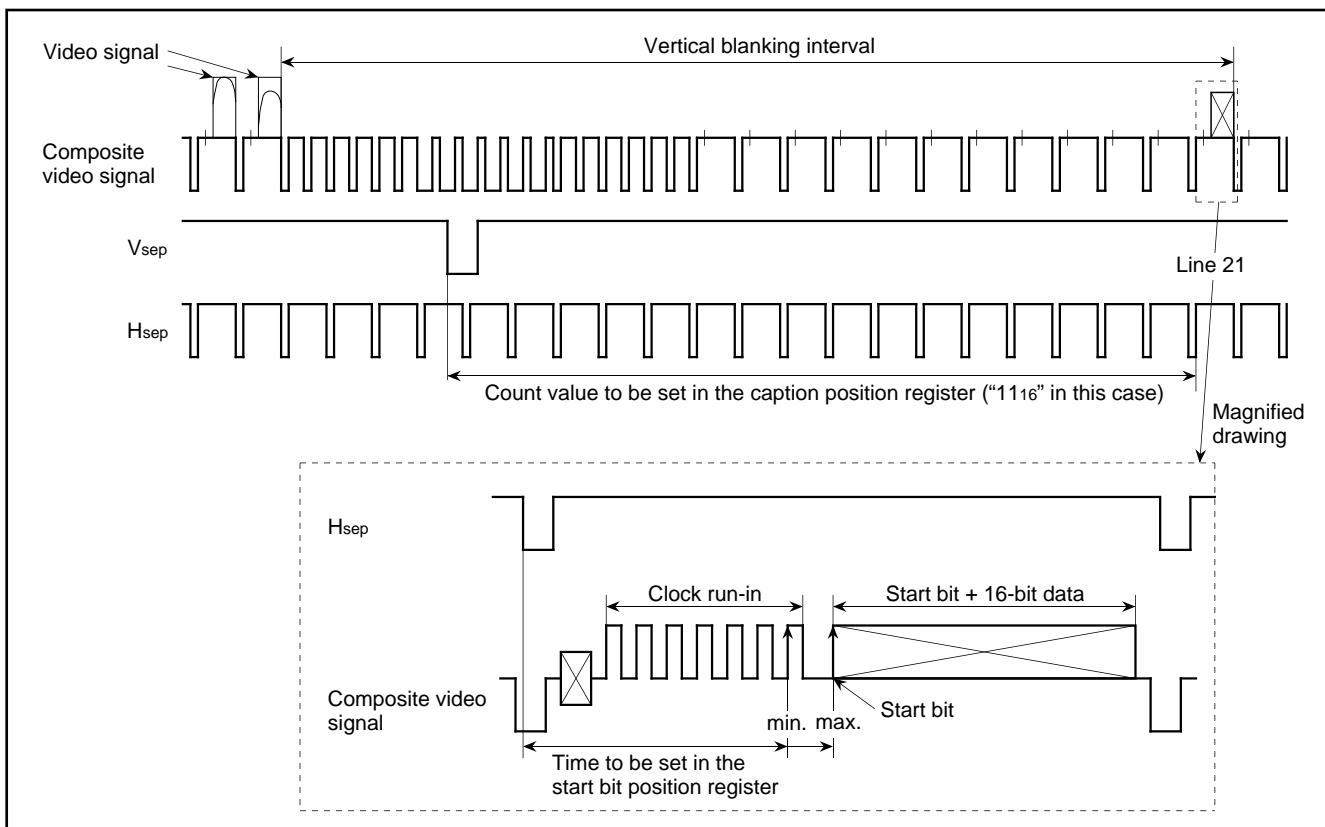 Video signal
Vertical blanking interval
Composite
video signal
Vsep
Line 21
Hsep
Count value to be set in the caption position register (“1116” in this case)
Magnified
drawing
Hsep
Clock run-in
Start bit + 16-bit data
Composite video
signal
min.
max.
Start bit
Time to be set in the
start bit position register